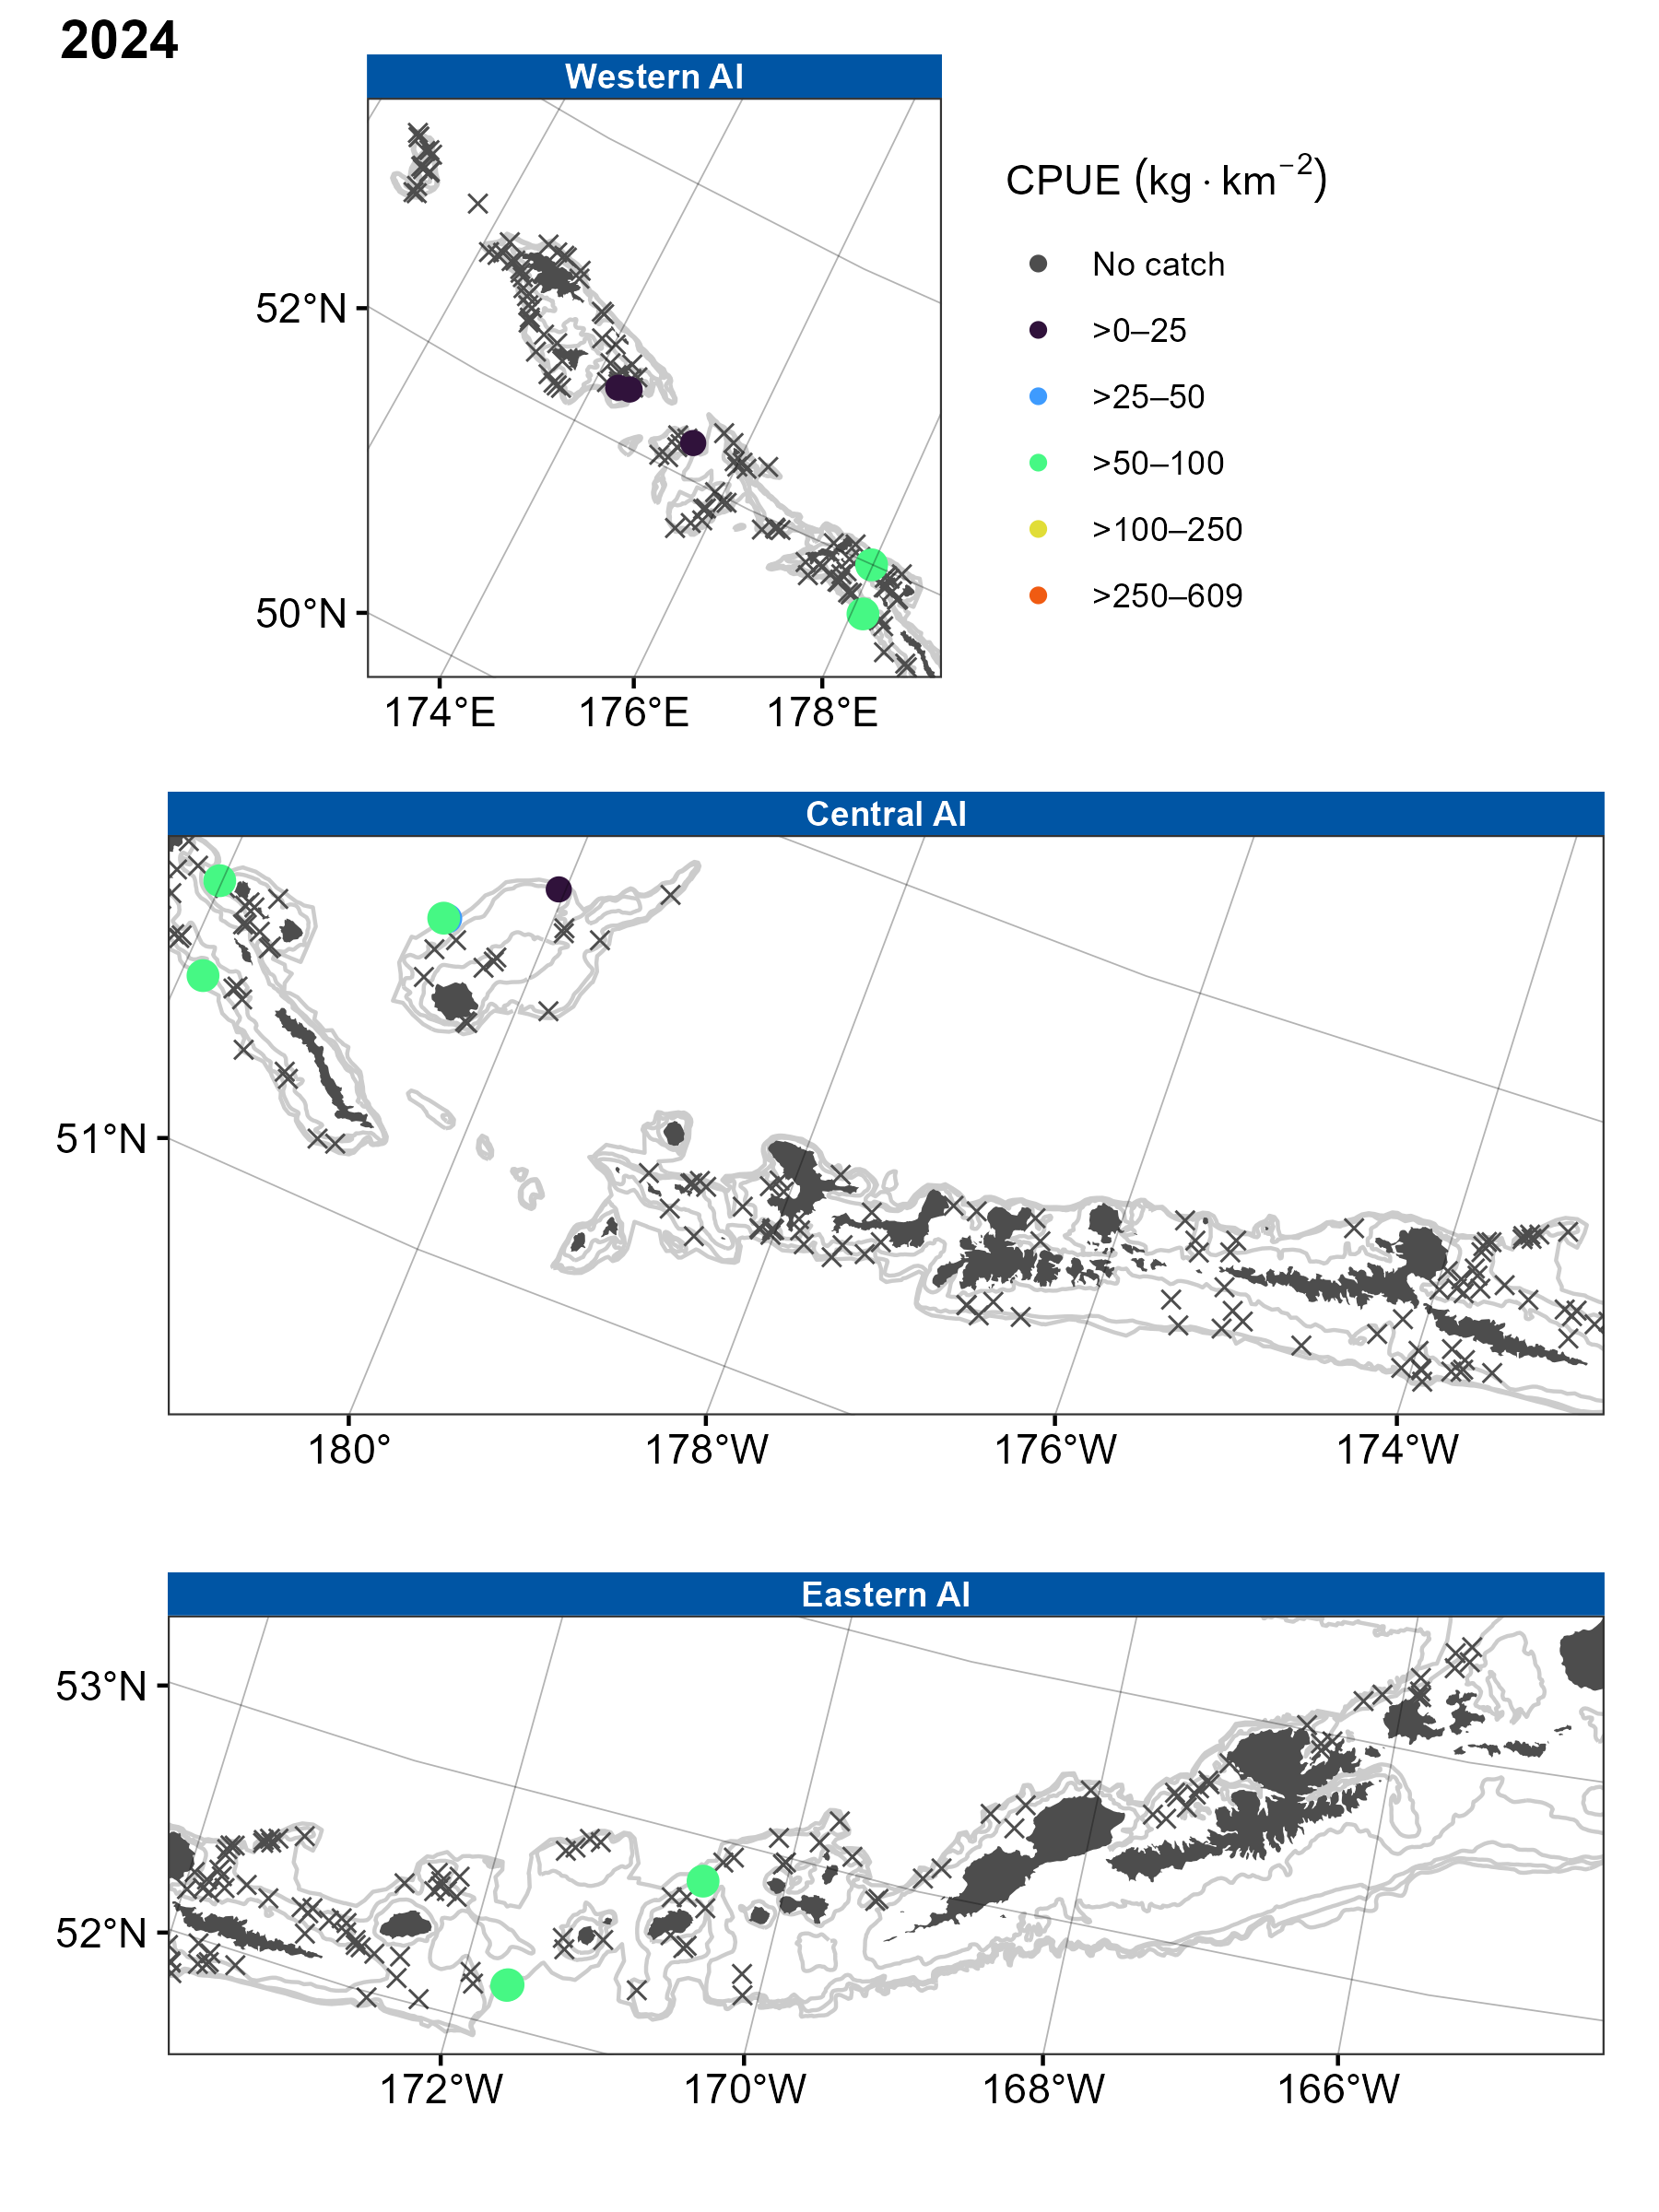 2024
Western AI
CPUE (kg · km⁻²)
No catch
>0–25
>25–50
>50–100
>100–250
>250–609
52°N
50°N
174°E 176°E 178°E
Central AI
51°N
180° 178°W 176°W 174°W
Eastern AI
53°N
52°N
172°W 170°W 168°W 166°W